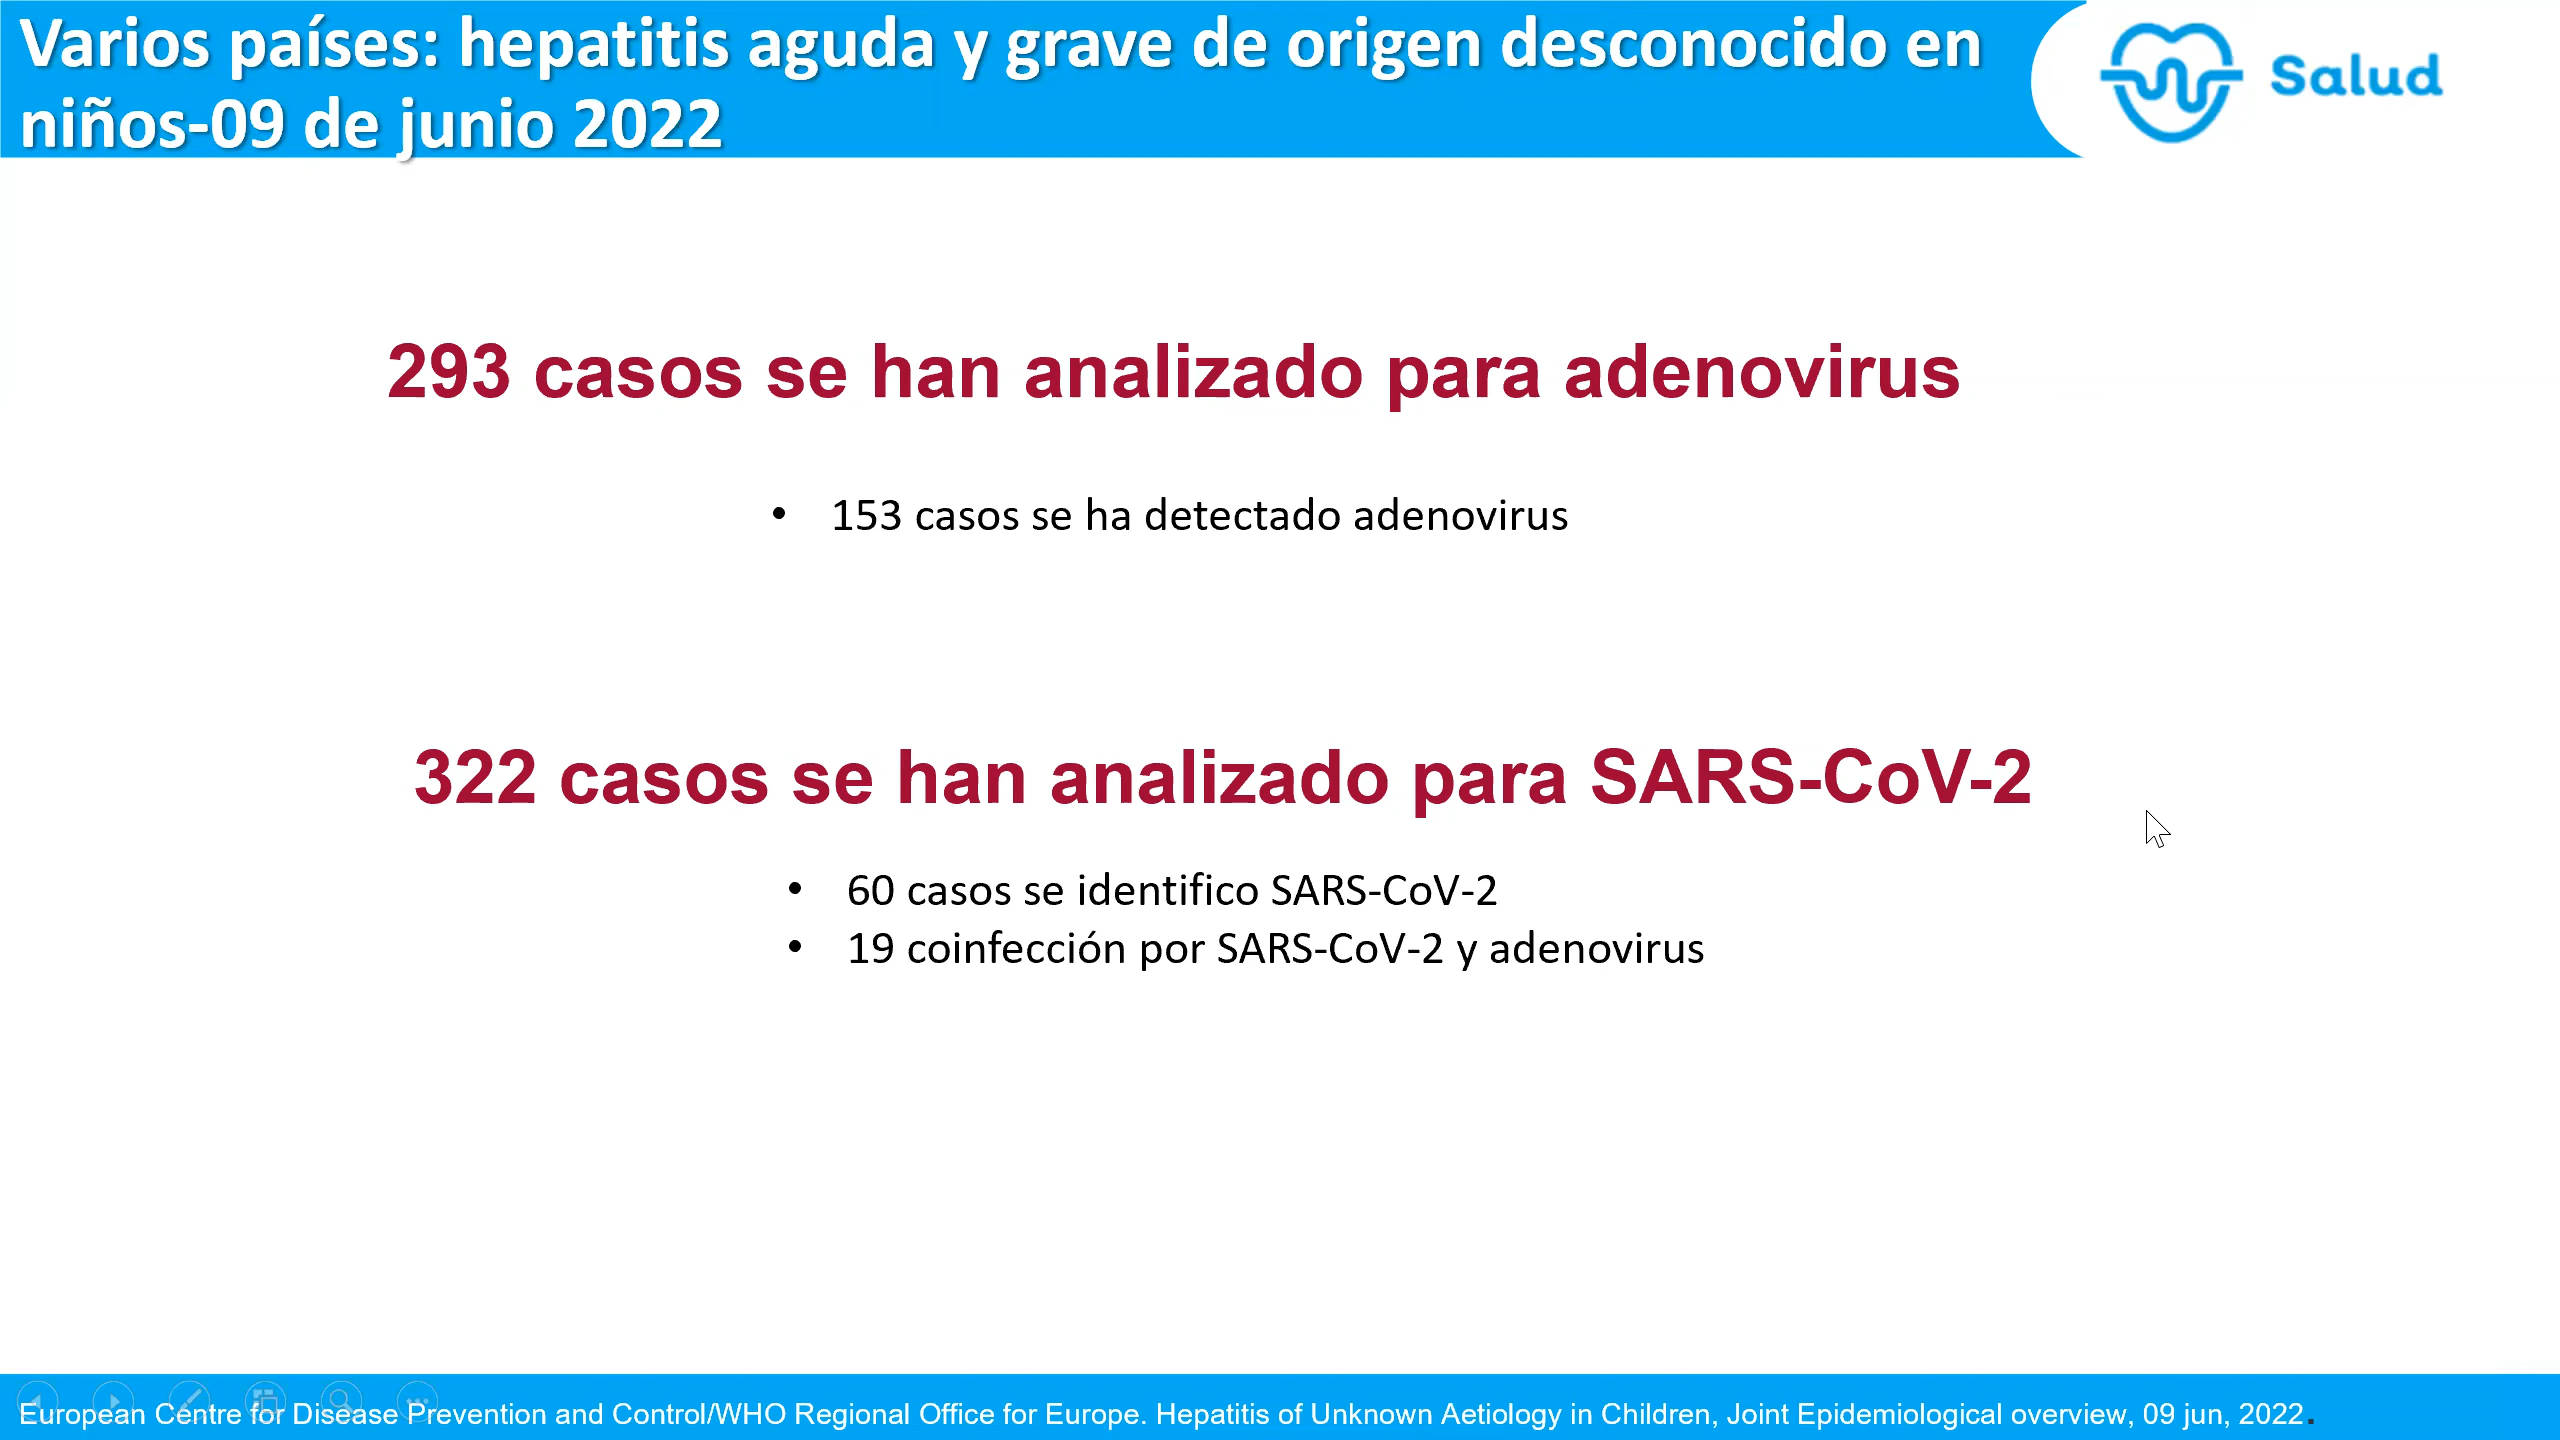 Varios países: hepatitis aguda y grave de origen desconocido en
niños-09 de junio 2022
Salud
293 casos se han analizado para adenovirus
• 153 casos se ha detectado adenovirus
322 casos se han analizado para SARS-CoV-2
• 60 casos se identifico SARS-CoV-2
• 19 coinfección por SARS-CoV-2 y adenovirus
European Centre for Disease Prevention and Control/WHO Regional Office for Europe. Hepatitis of Unknown Aetiology in Children, Joint Epidemiological overview, 09 jun, 2022.